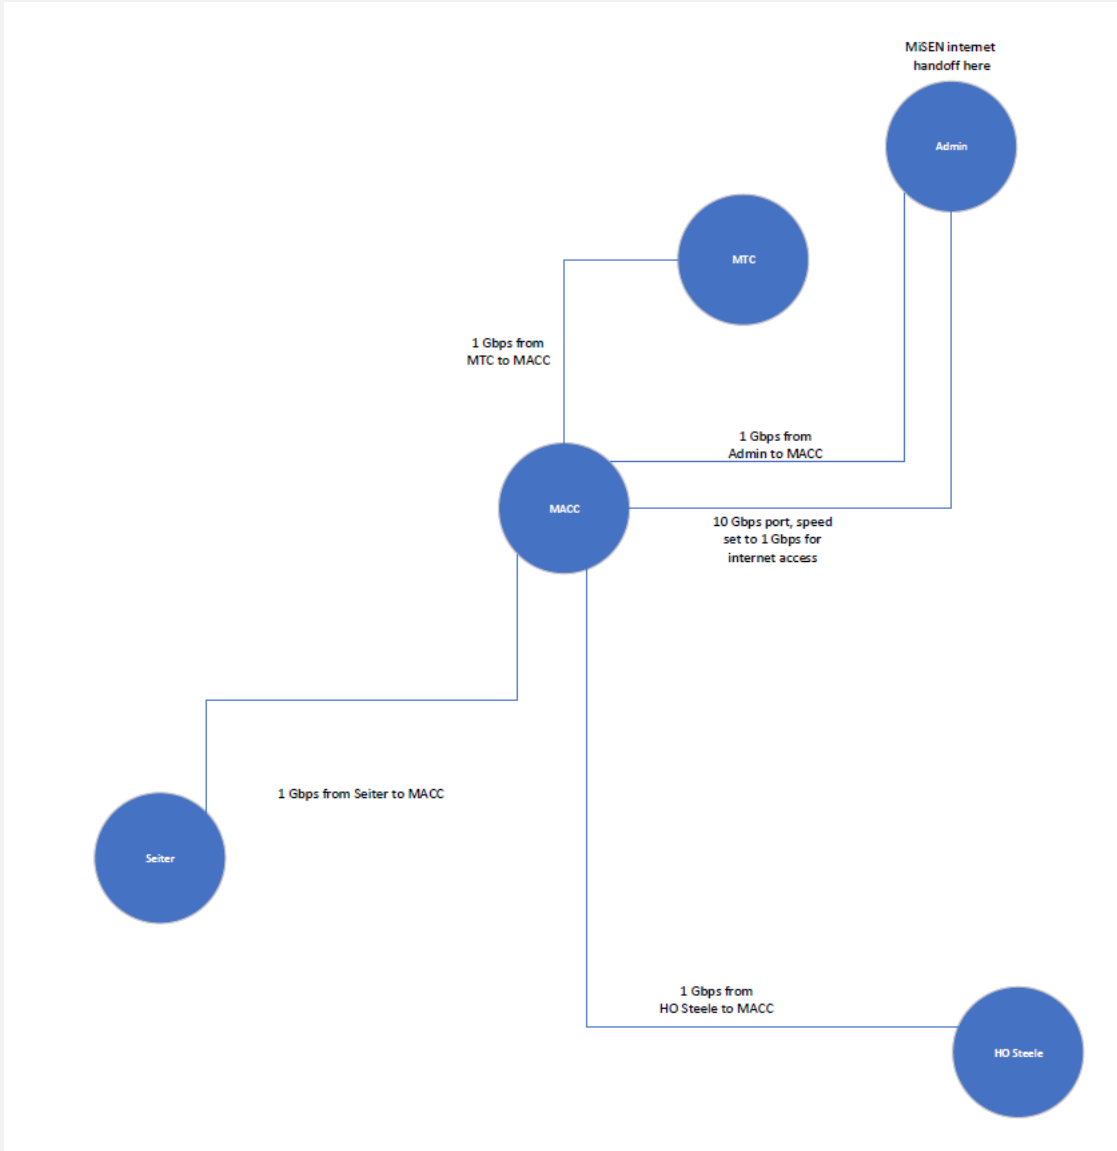 MiSEN internet
handoff here
Admin
MTC
1 Gbps from
MTC to MACC
1 Gbps from
Admin to MACC
MACC
10 Gbps port, speed
set to 1 Gbps for
internet access
1 Gbps from Seiter to MACC
Seiter
1 Gbps from
HO Steele to MACC
HO Steele